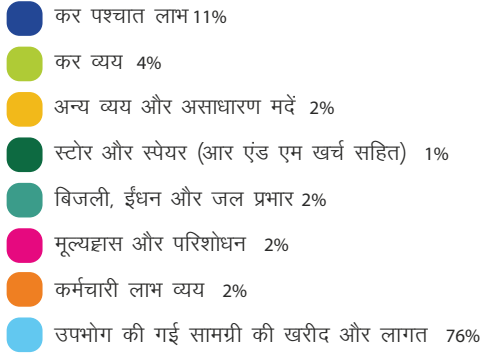 कर पश्चात लाभ 11%
कर व्यय 4%
अन्य व्यय और असाधारण मदें 2%
स्टोर और स्पेयर (आर एंड एम खर्च सहित) 1%
बिजली, ईंधन और जल प्रभार 2%
मूल्यह्रास और परिशोधन 2%
कर्मचारी लाभ व्यय 2%
उपभोग की गई सामग्री की खरीद और लागत 76%